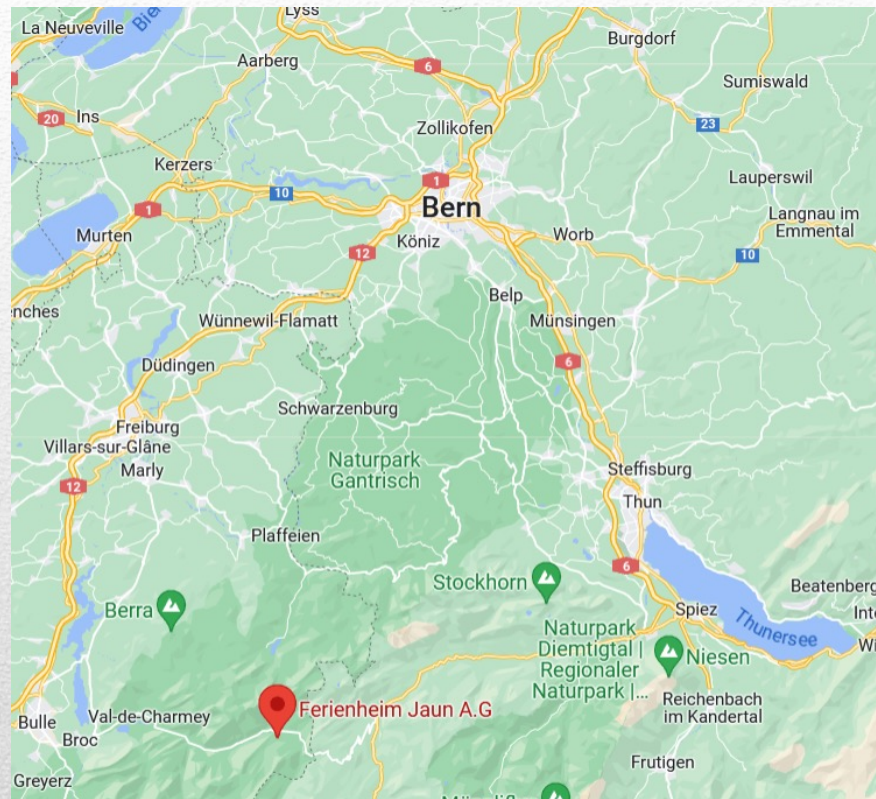 Lyss
La Neuveville
Burgdorf
Aarberg
6
Sumiswald
20
Ins
Zollikofen
23
Kerzers
1
10
Lauperswil
1
Bern
Langnau im
Emmental
Murten
Köniz
Worb
12
10
Belp
Wünnewil-Flamatt
Münsingen
Düdingen
6
Schwarzenburg
Freiburg
Villars-sur-Glâne
Marly
Naturpark
Gantrisch
Steffisburg
12
Thun
Plaffeien
6
Stockhorn
Beatenberg
Berra
Spiez
Thunersee
Naturpark
Diemtigtal |
Regionaler
Naturpark |...
Niesen
Reichenbach
im Kandertal
Ferienheim Jaun A.G
Val-de-Charmey
Bulle
Broc
Frutigen
Greyerz